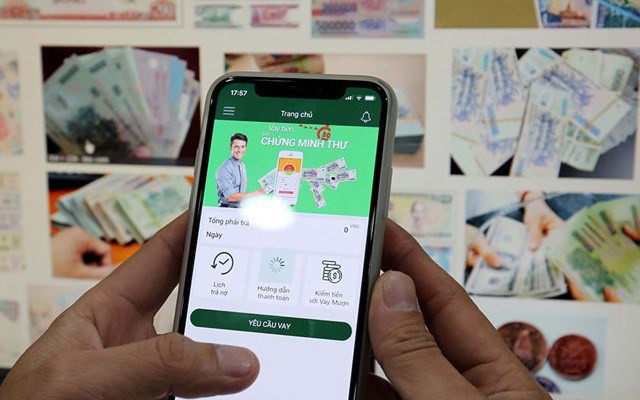 17:57
Trang chủ
Vay tiền
CHỨNG MINH THƯ
Tổng phải trả
0 VND
Ngày
Lịch
trả nợ
Hướng dẫn
thanh toán
Kiếm tiền
với Vay Mượn
YÊU CẦU VAY